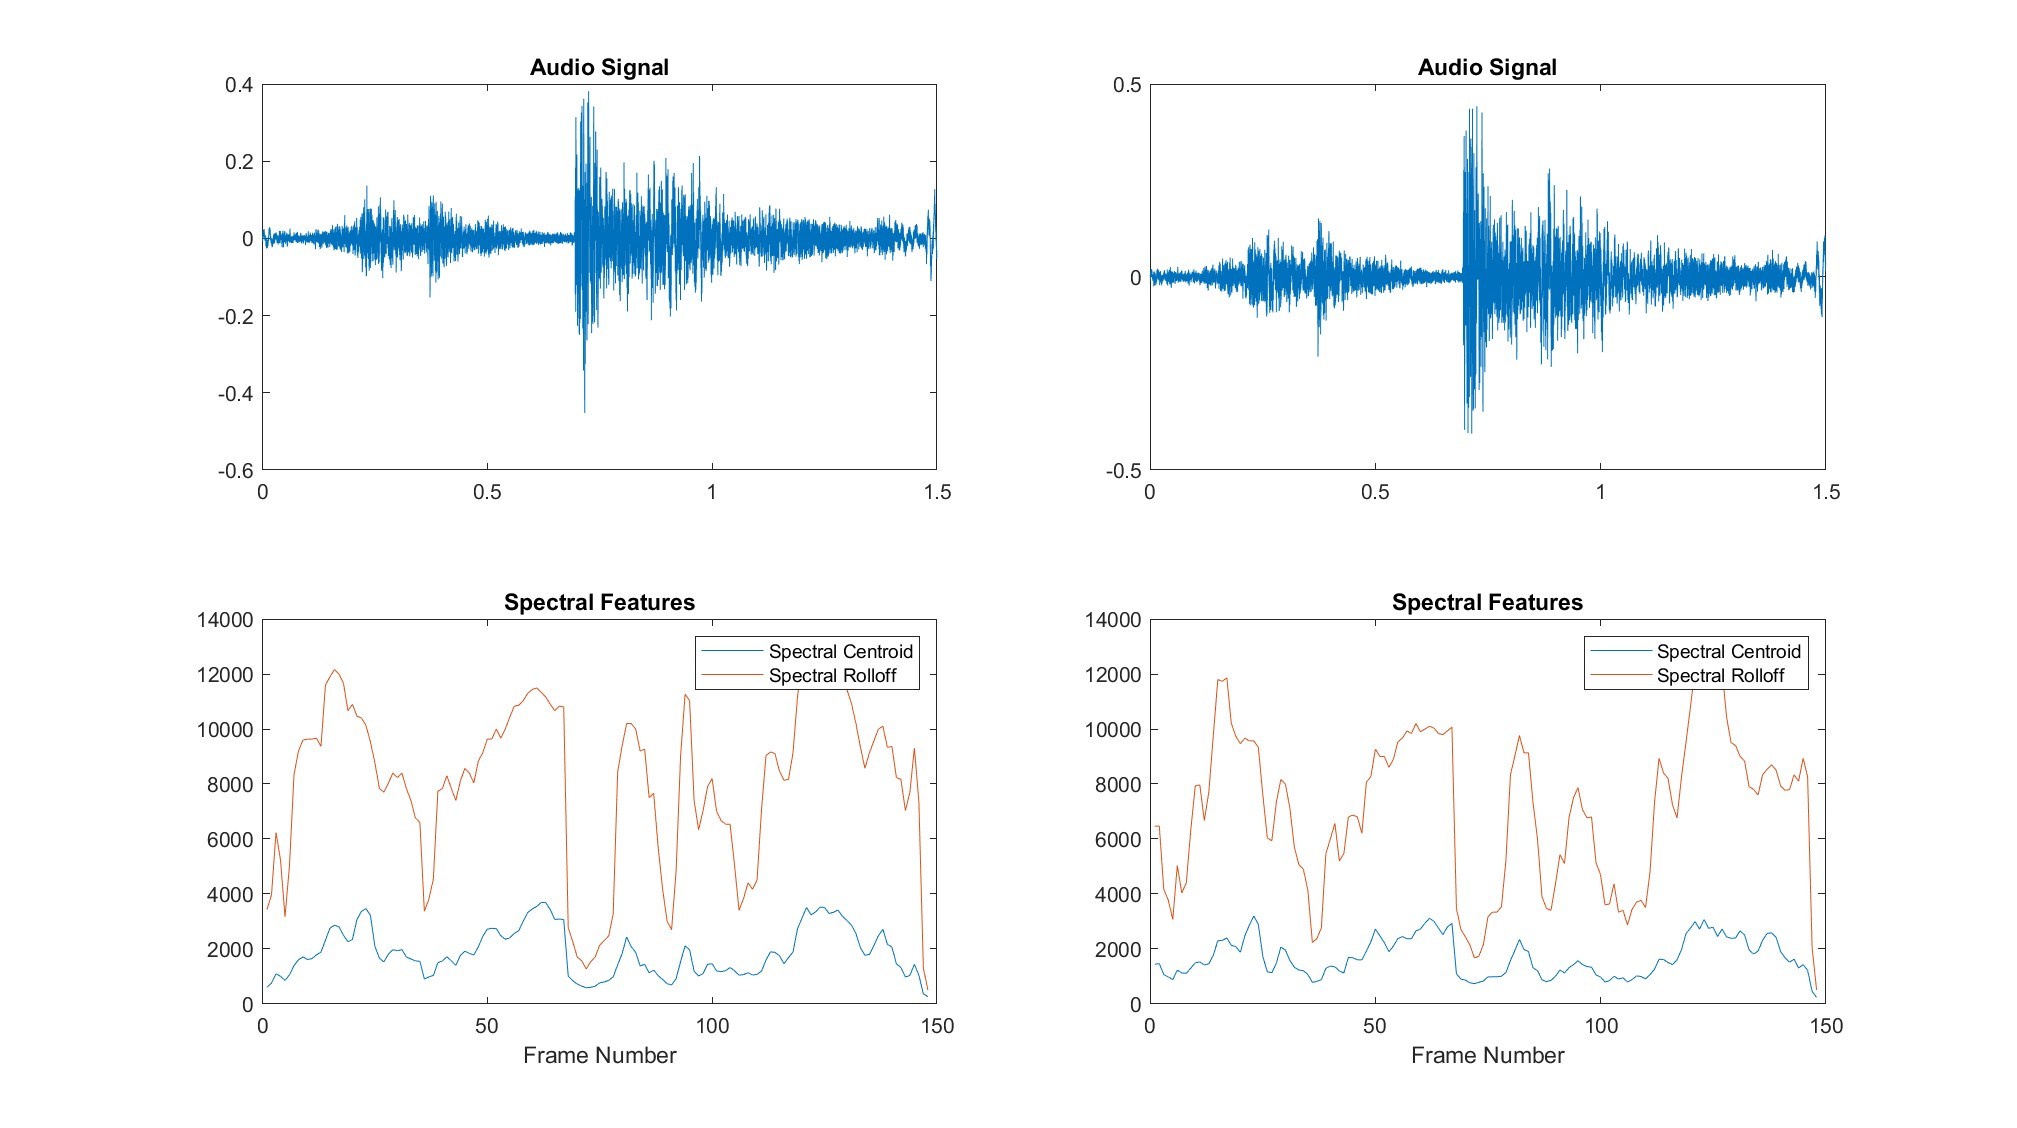 Audio Signal
0.4
0.2
0
-0.2
-0.4
-0.6
0 0.5 1 1.5
Audio Signal
0.5
0
-0.5
0 0.5 1 1.5
Spectral Features
14000
12000
10000
8000
6000
4000
2000
0
Spectral Centroid
Spectral Rolloff
0 50 100 150
Frame Number
Spectral Features
14000
12000
10000
8000
6000
4000
2000
0
Spectral Centroid
Spectral Rolloff
0 50 100 150
Frame Number